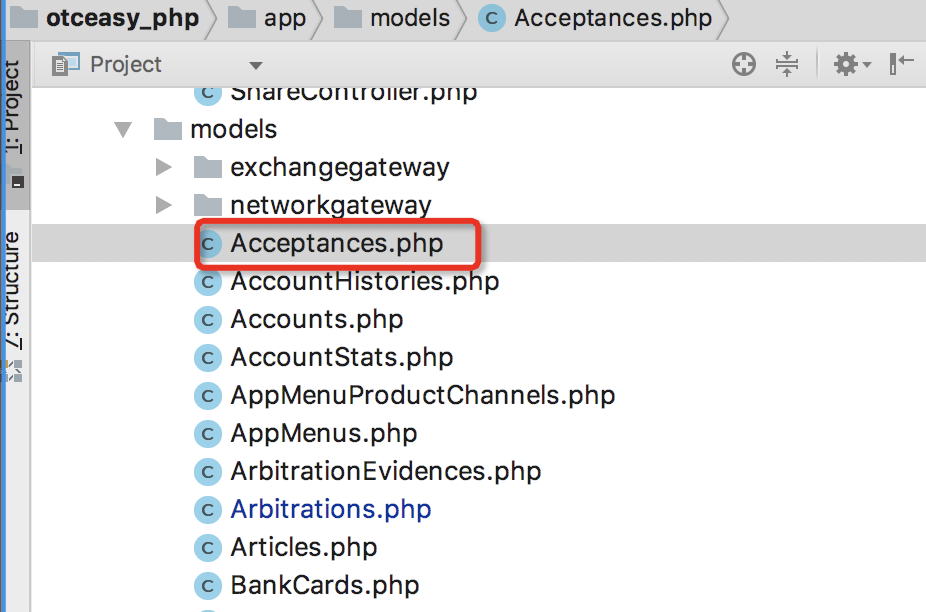 otceasy_php app models C Acceptances.php
1: Project
Project
C ShareController.php
models
exchangegateway
networkgateway
C Acceptances.php
C AccountHistories.php
C Accounts.php
C AccountStats.php
C AppMenuProductChannels.php
C AppMenus.php
C ArbitrationEvidences.php
C Arbitrations.php
C Articles.php
C BankCards.php
7: Structure